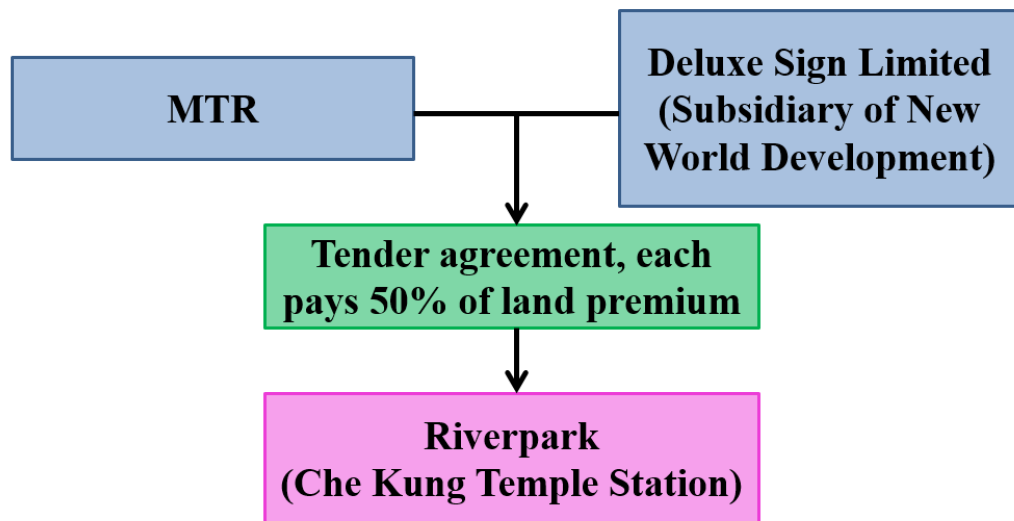 MTR
Deluxe Sign Limited
(Subsidiary of New
World Development)
Tender agreement, each
pays 50% of land premium
Riverpark
(Che Kung Temple Station)